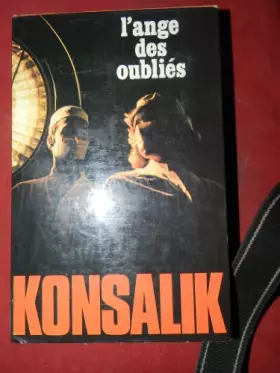 l'ange
des
oubliés
KONSALIK